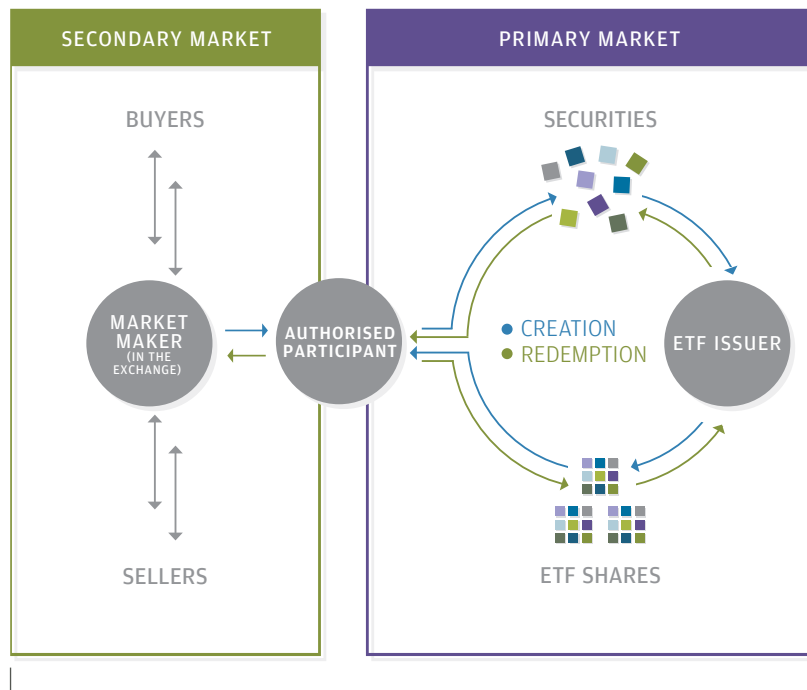 SECONDARY MARKET
PRIMARY MARKET
BUYERS
SECURITIES
MARKET
MAKER
(IN THE
EXCHANGE)
AUTHORISED
PARTICIPANT
CREATION
REDEMPTION
ETF ISSUER
SELLERS
ETF SHARES